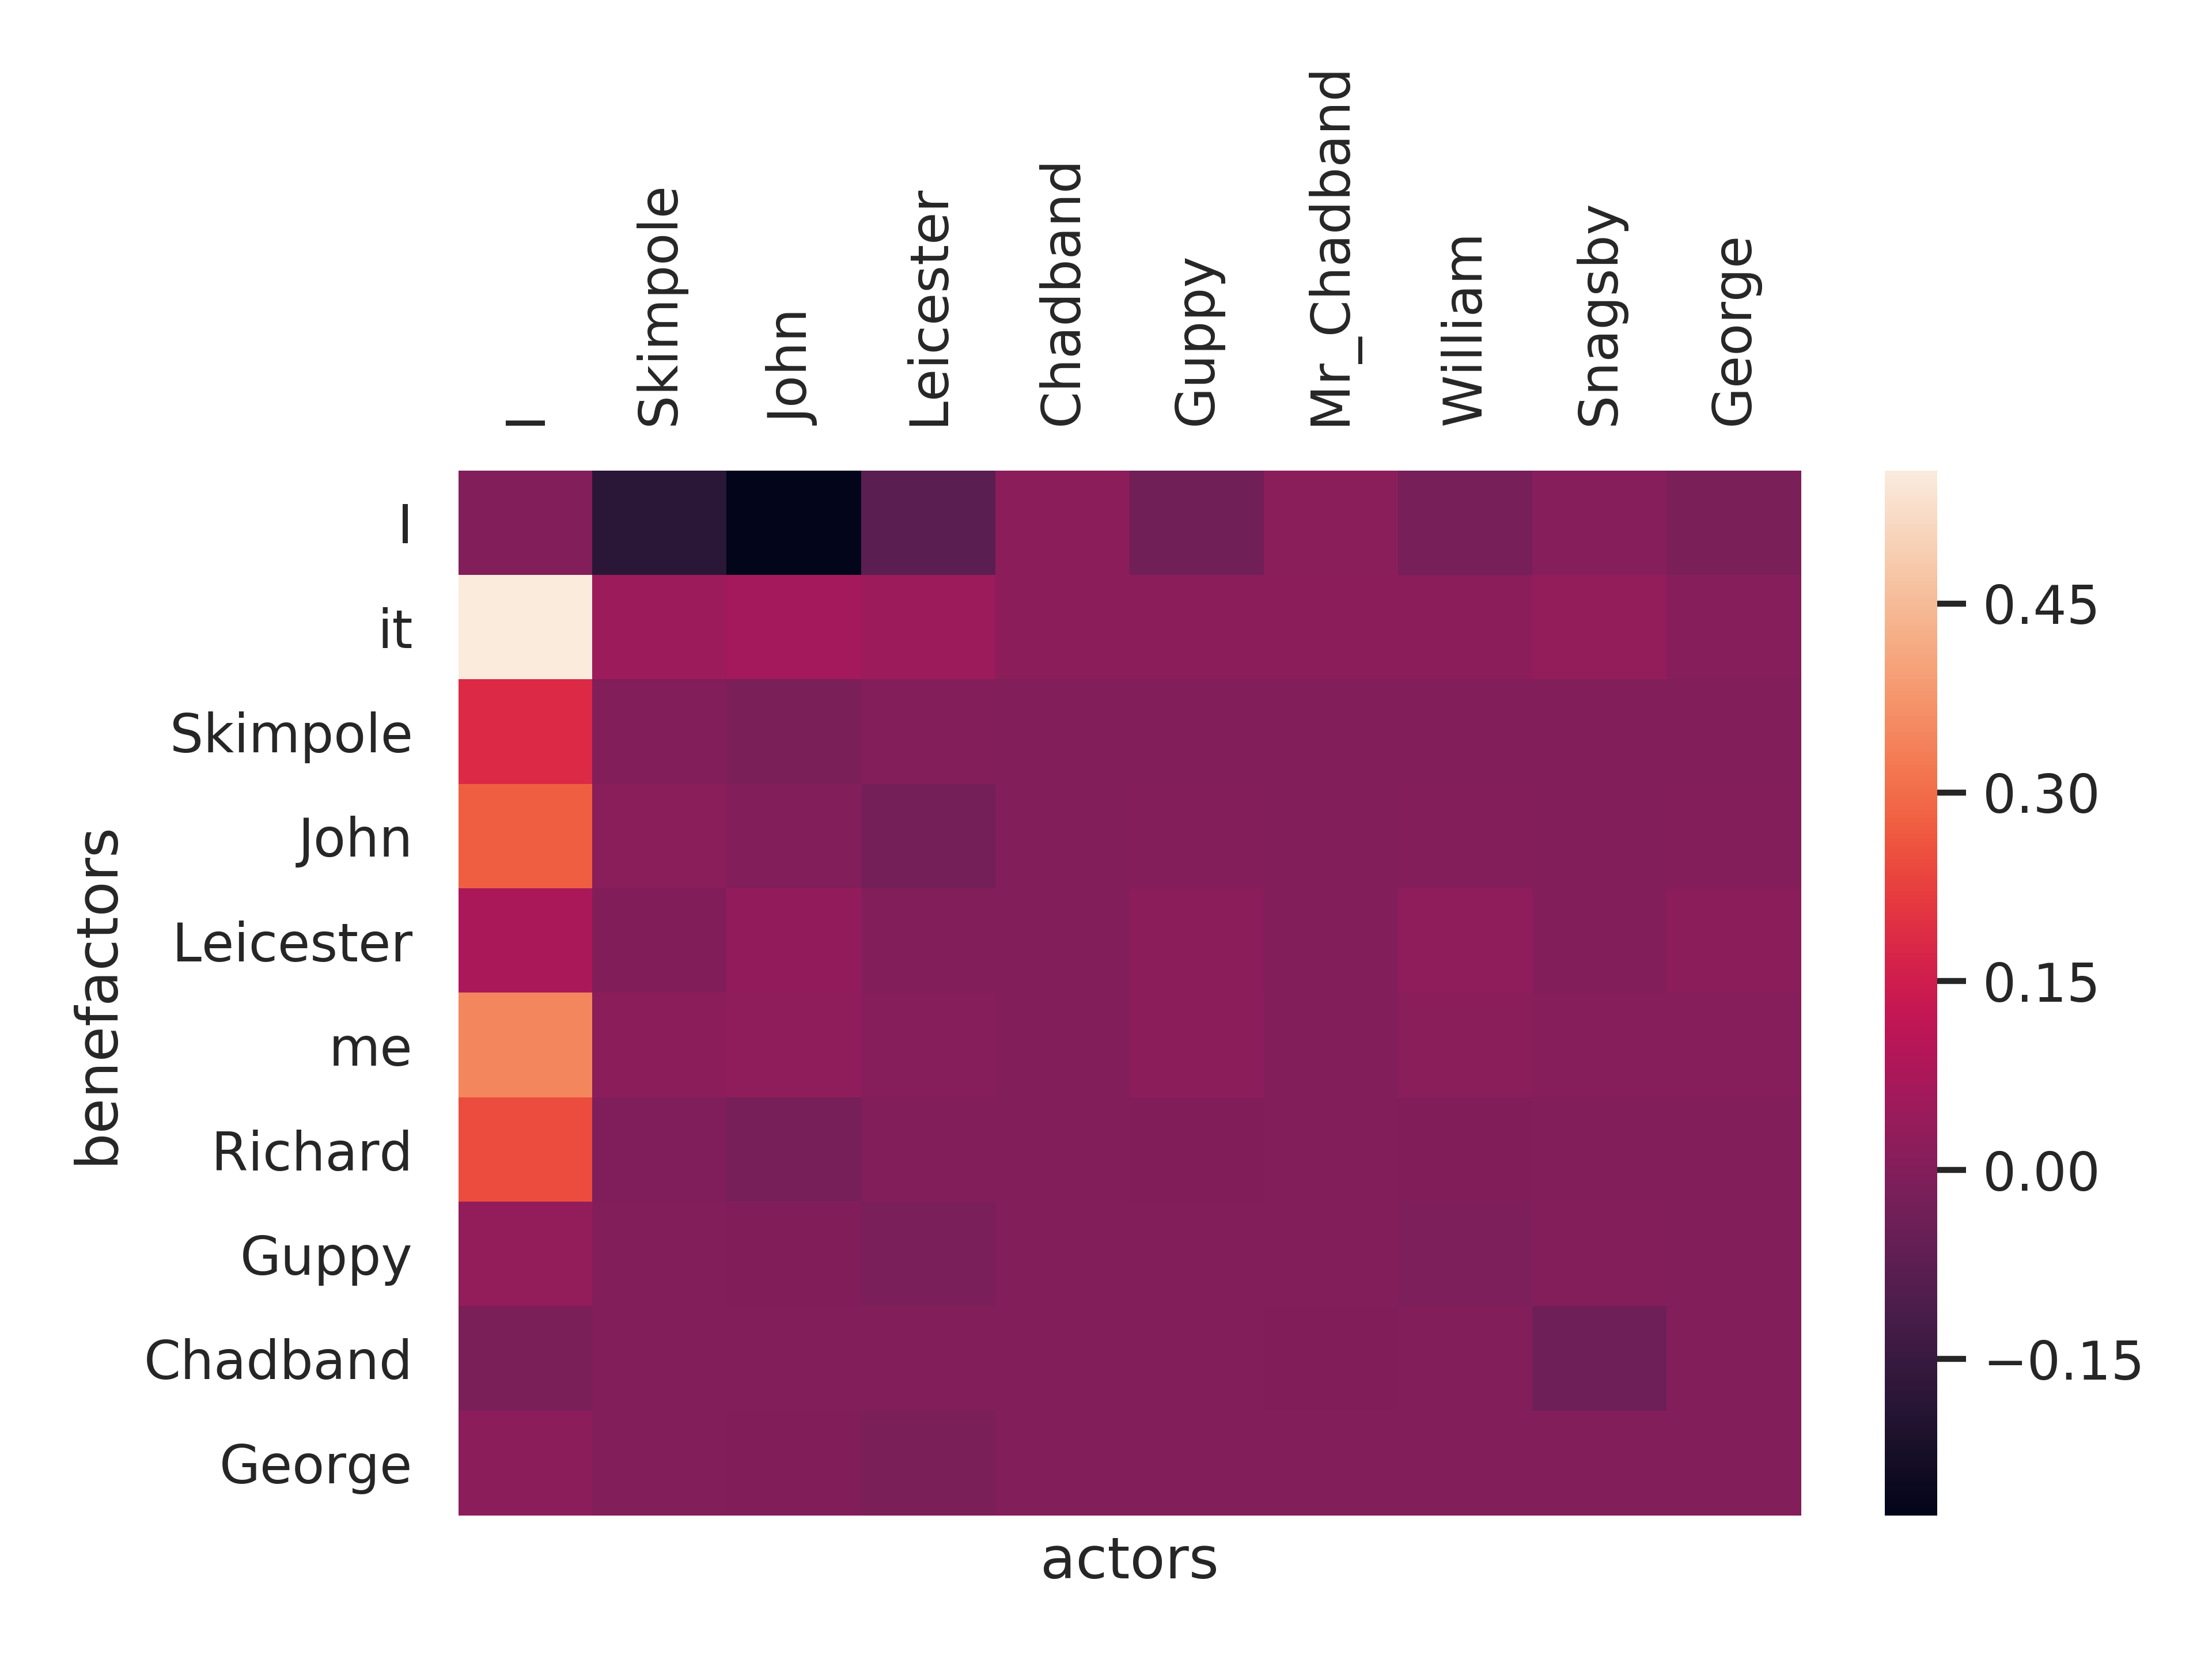 I
Skimpole
John
Leicester
Chadband
Guppy
Mr_Chadband
William
Snagsby
George
benefactors
I
it
Skimpole
John
Leicester
me
Richard
Guppy
Chadband
George
actors
0.45
0.30
0.15
0.00
−0.15